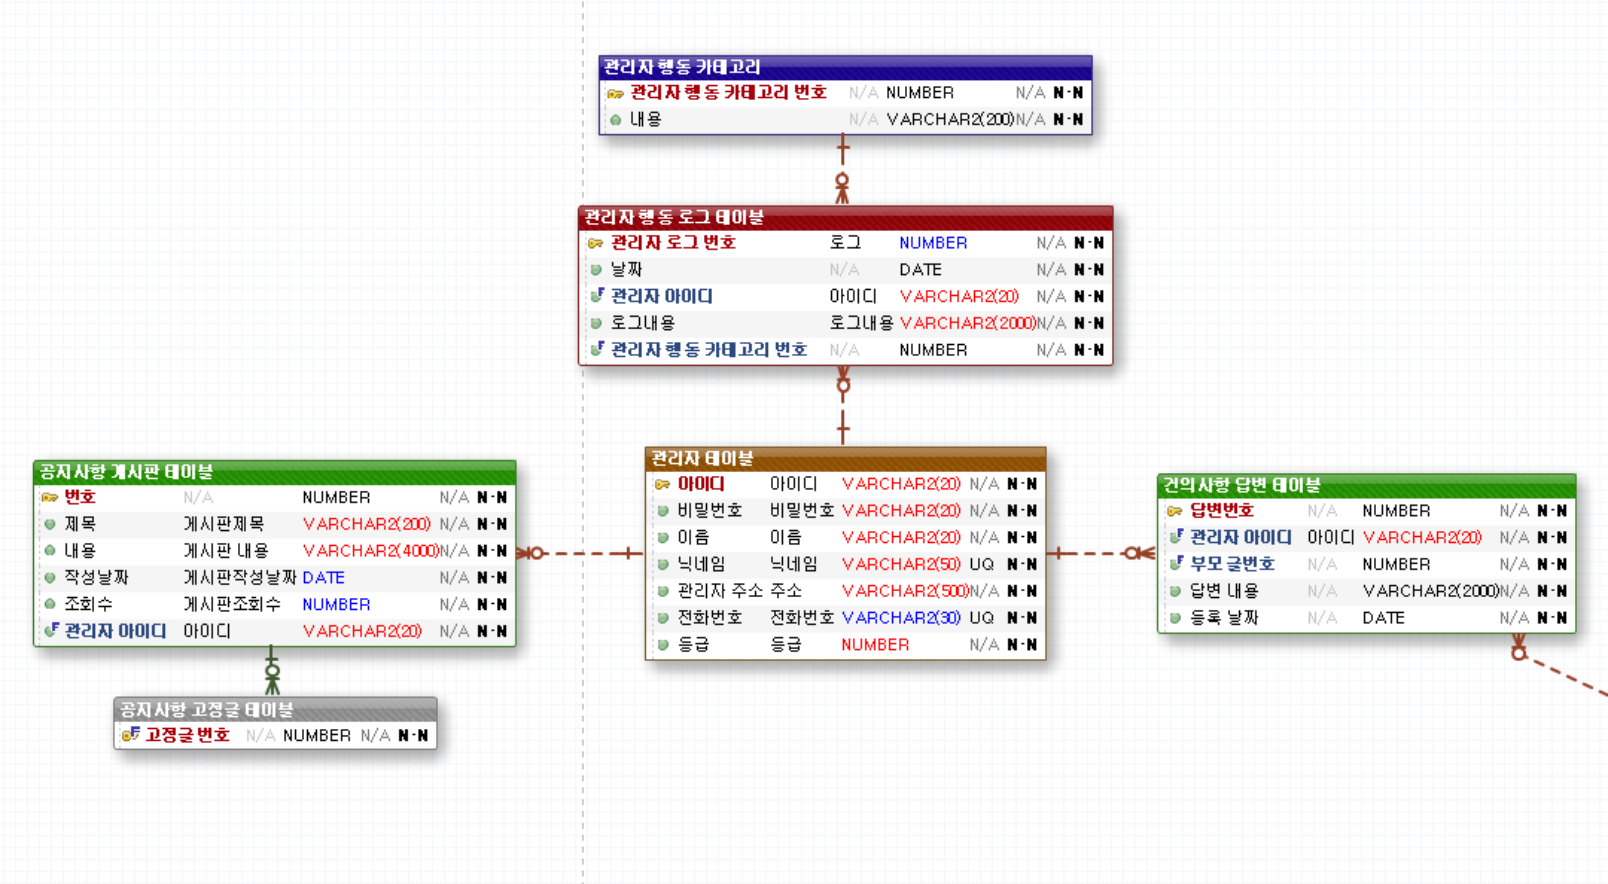 관리자 행동 카테고리
관리자 행동 카테고리 번호 N/A NUMBER N/A N-N
내용 N/A VARCHAR2(200) N/A N-N
관리자 행동 로그 테이블
관리자 로그 번호 로그 NUMBER N/A N-N
날짜 N/A DATE N/A N-N
관리자 아이디 아이디 VARCHAR2(20) N/A N-N
로그내용 로그내용 VARCHAR2(2000) N/A N-N
관리자 행동 카테고리 번호 N/A NUMBER N/A N-N
공지사항 게시판 테이블
번호 N/A NUMBER N/A N-N
제목 게시판제목 VARCHAR2(200) N/A N-N
내용 게시판 내용 VARCHAR2(4000) N/A N-N
작성날짜 게시판작성날짜 DATE N/A N-N
조회수 게시판조회수 NUMBER N/A N-N
관리자 아이디 아이디 VARCHAR2(20) N/A N-N
관리자 테이블
아이디 아이디 VARCHAR2(20) N/A N-N
비밀번호 비밀번호 VARCHAR2(20) N/A N-N
이름 이름 VARCHAR2(20) N/A N-N
닉네임 닉네임 VARCHAR2(50) UQ N-N
관리자 주소 주소 VARCHAR2(500) N/A N-N
전화번호 전화번호 VARCHAR2(30) UQ N-N
등급 등급 NUMBER N/A N-N
건의사항 답변 테이블
답변번호 N/A NUMBER N/A N-N
관리자 아이디 아이디 VARCHAR2(20) N/A N-N
부모 글번호 N/A NUMBER N/A N-N
답변 내용 N/A VARCHAR2(2000) N/A N-N
등록 날짜 N/A DATE N/A N-N
공지사항 고정글 테이블
고정글 번호 N/A NUMBER N/A N-N